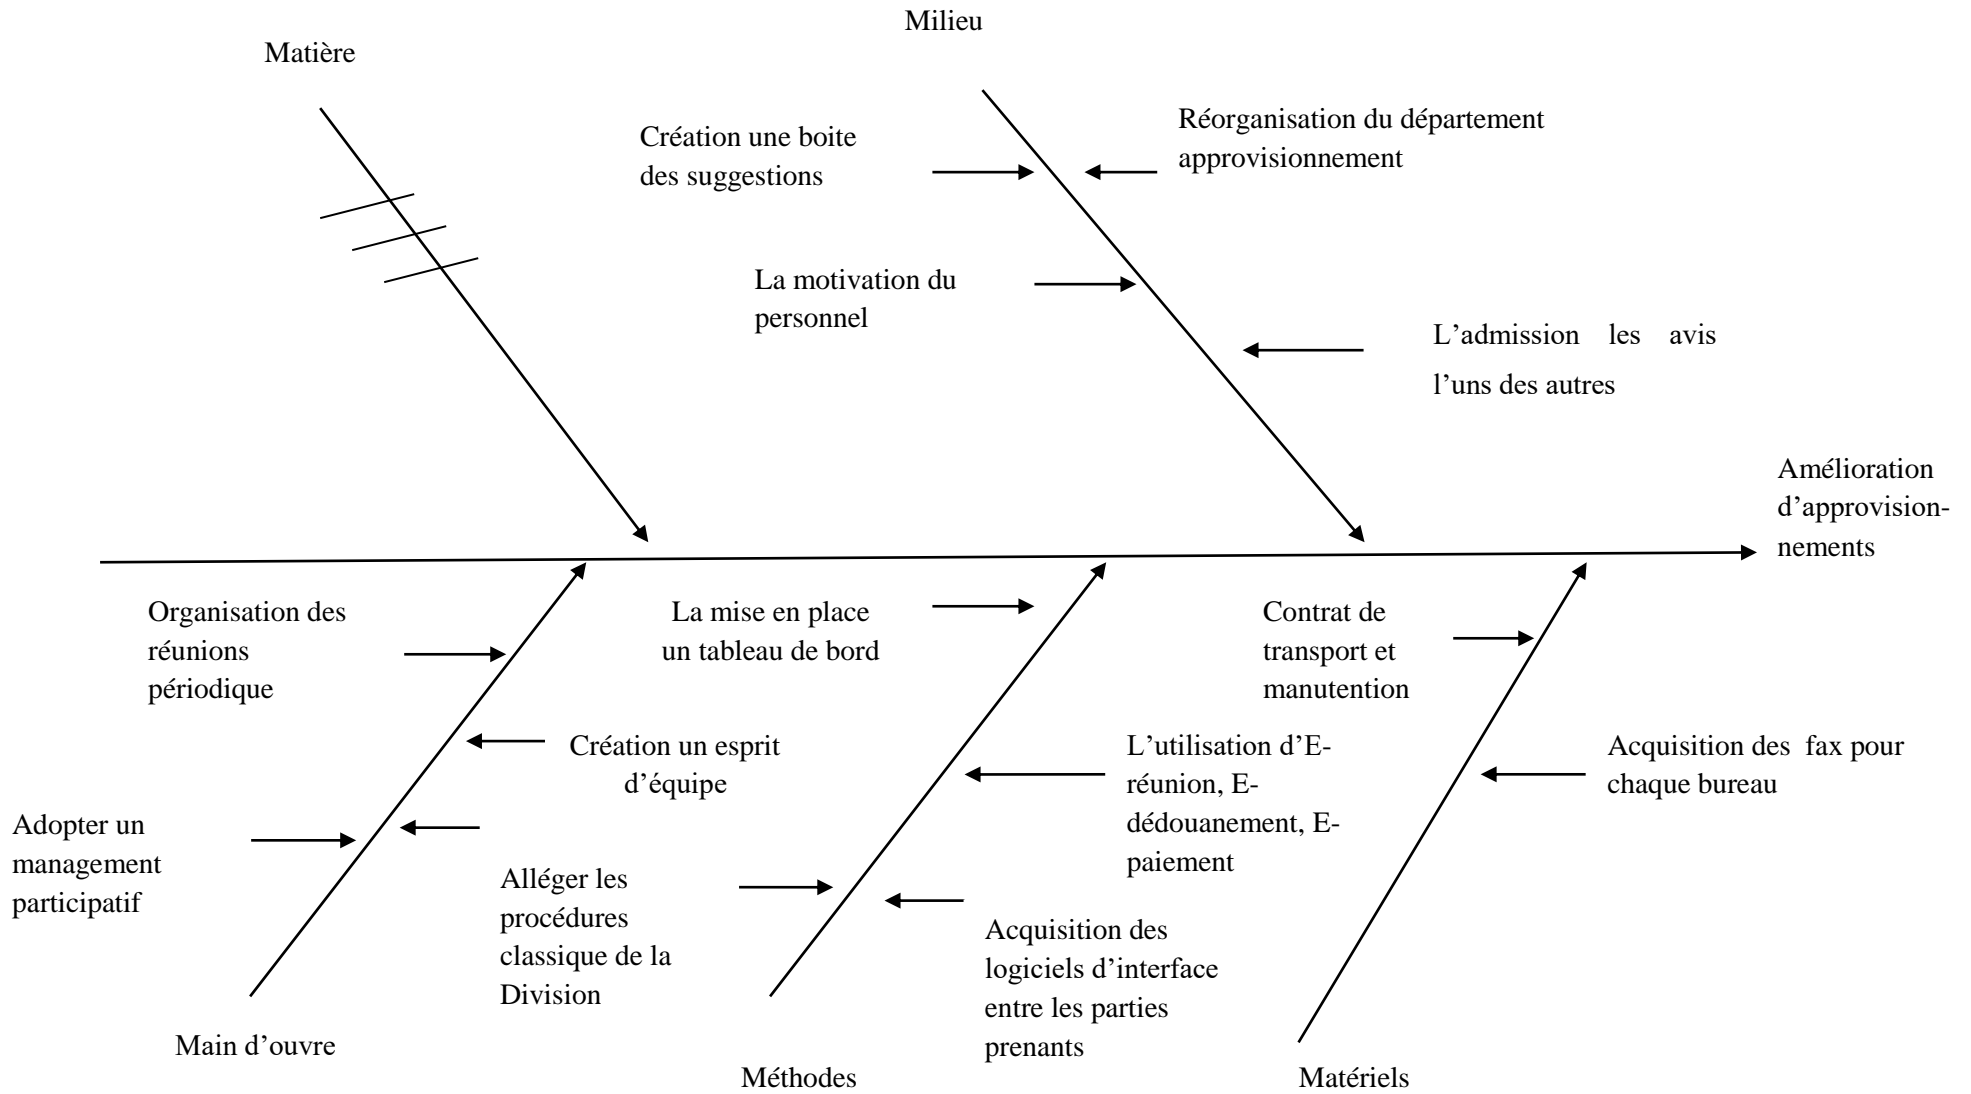 Milieu
Matière
Création une boite
des suggestions
Réorganisation du département
approvisionnement
La motivation du
personnel
L’admission les avis
l’uns des autres
Amélioration
d’approvision-
nements
Organisation des
réunions
périodique
La mise en place
un tableau de bord
Contrat de
transport et
manutention
Création un esprit
d’équipe
L’utilisation d’E-
réunion, E-
dédouanement, E-
paiement
Acquisition des fax pour
chaque bureau
Adopter un
management
participatif
Alléger les
procédures
classique de la
Division
Acquisition des
logiciels d’interface
entre les parties
prenants
Main d’ouvre
Méthodes
Matériels